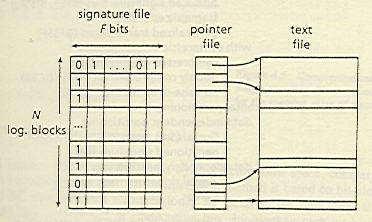 signature file
F bits
pointer
file
text
file
N
log. blocks
0 1 ... 0 1
1
1
...
1
1
0
1